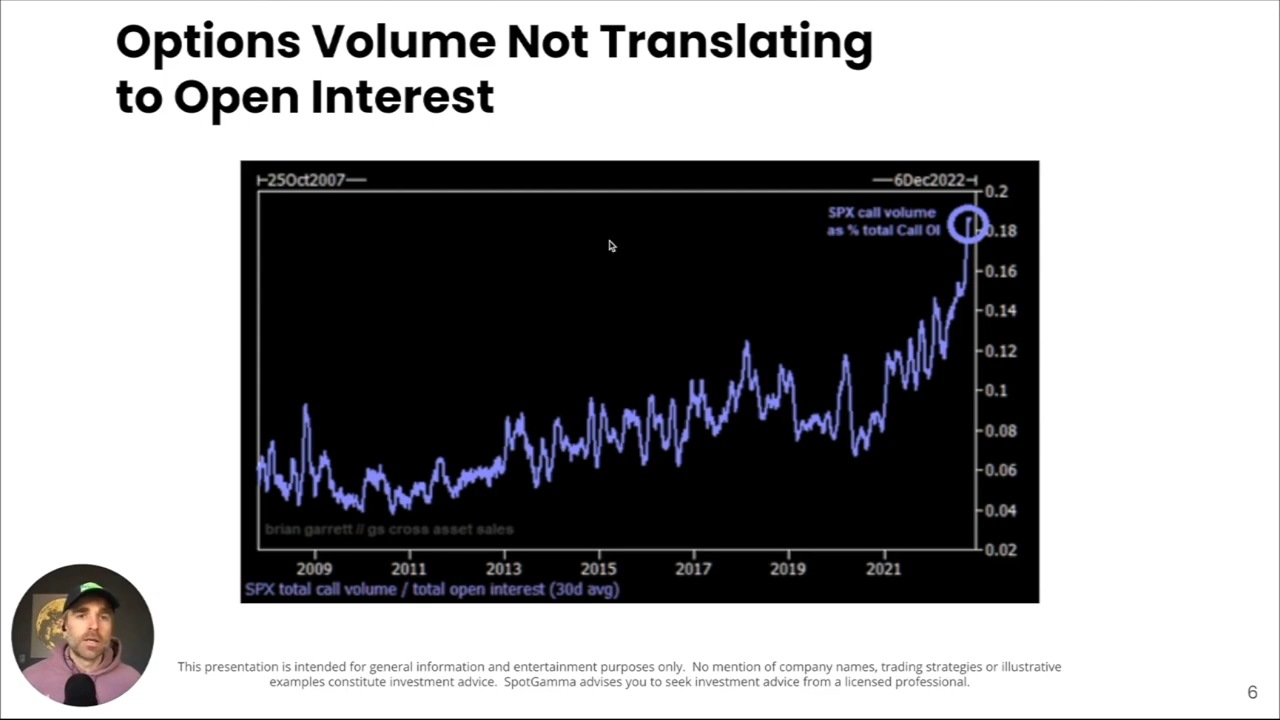 Options Volume Not Translating
to Open Interest
25Oct2007
6Dec2022
0.2
SPX call volume
as % total Call OI
0.18
0.16
0.14
0.12
0.1
0.08
0.06
0.04
0.02
brian garrett // gs cross asset sales
2009 2011 2013 2015 2017 2019 2021
SPX total call volume / total open interest (30d avg)
This presentation is intended for general information and entertainment purposes only. No mention of company names, trading strategies or illustrative
examples constitute investment advice. SpotGamma advises you to seek investment advice from a licensed professional.
6